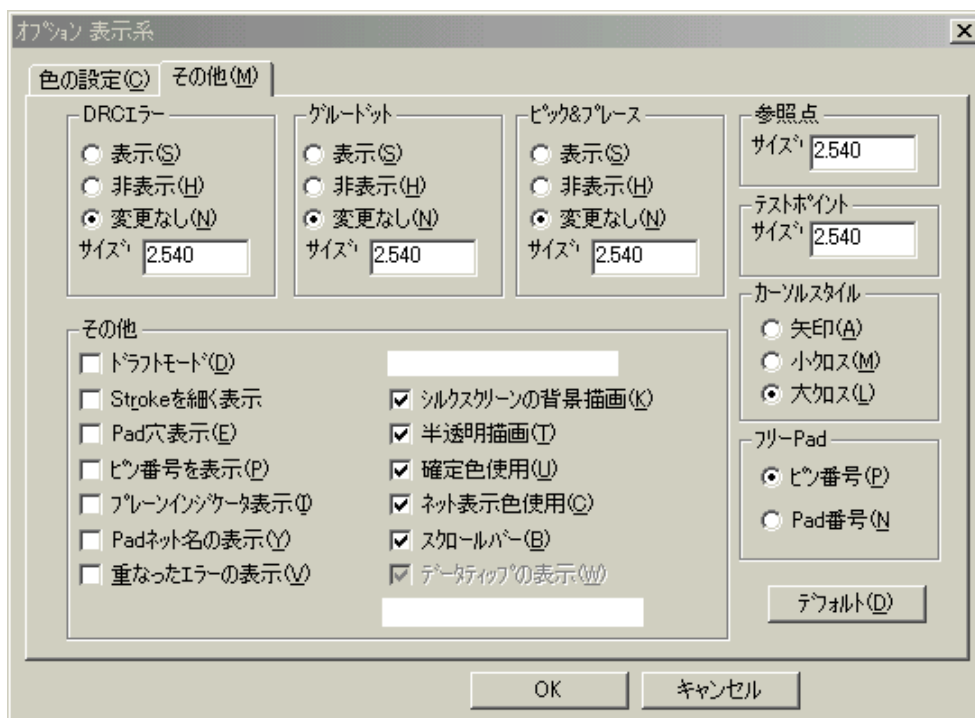 ｵﾌﾟｼｮﾝ 表示系
色の設定(C) その他(M)
DRCｴﾗｰ
表示(S)
非表示(H)
変更なし(N)
ｻｲｽﾞ: 2.540
ｸﾞﾙｰﾄﾞｯﾄ
表示(S)
非表示(H)
変更なし(N)
ｻｲｽﾞ: 2.540
ﾋﾟｯｸ&ﾌﾟﾚｰｽ
表示(S)
非表示(H)
変更なし(N)
ｻｲｽﾞ: 2.540
参照点
ｻｲｽﾞ: 2.540
ﾃｽﾄﾎﾟｲﾝﾄ
ｻｲｽﾞ: 2.540
ｶｰｿﾙｽﾀｲﾙ
矢印(A)
小ｸﾛｽ(M)
大ｸﾛｽ(L)
ﾌﾘｰPad
ﾋﾟﾝ番号(P)
Pad番号(N
その他
ﾄﾞﾗﾌﾄﾓｰﾄﾞ(D)
Strokeを細く表示
Pad穴表示(E)
ﾋﾟﾝ番号を表示(P)
ﾌﾟﾚｰﾝｲﾝｼﾞｹｰﾀ表示(I)
Padﾈｯﾄ名の表示(Y)
重なったｴﾗｰの表示(V)
ｼﾙｸｽｸﾘｰﾝの背景描画(K)
半透明描画(T)
確定色使用(U)
ﾈｯﾄ表示色使用(C)
ｽｸﾛｰﾙﾊﾞｰ(B)
ﾃﾞｰﾀﾃｨｯﾌﾟの表示(W)
ﾃﾞﾌｫﾙﾄ(D)
OK
ｷｬﾝｾﾙ